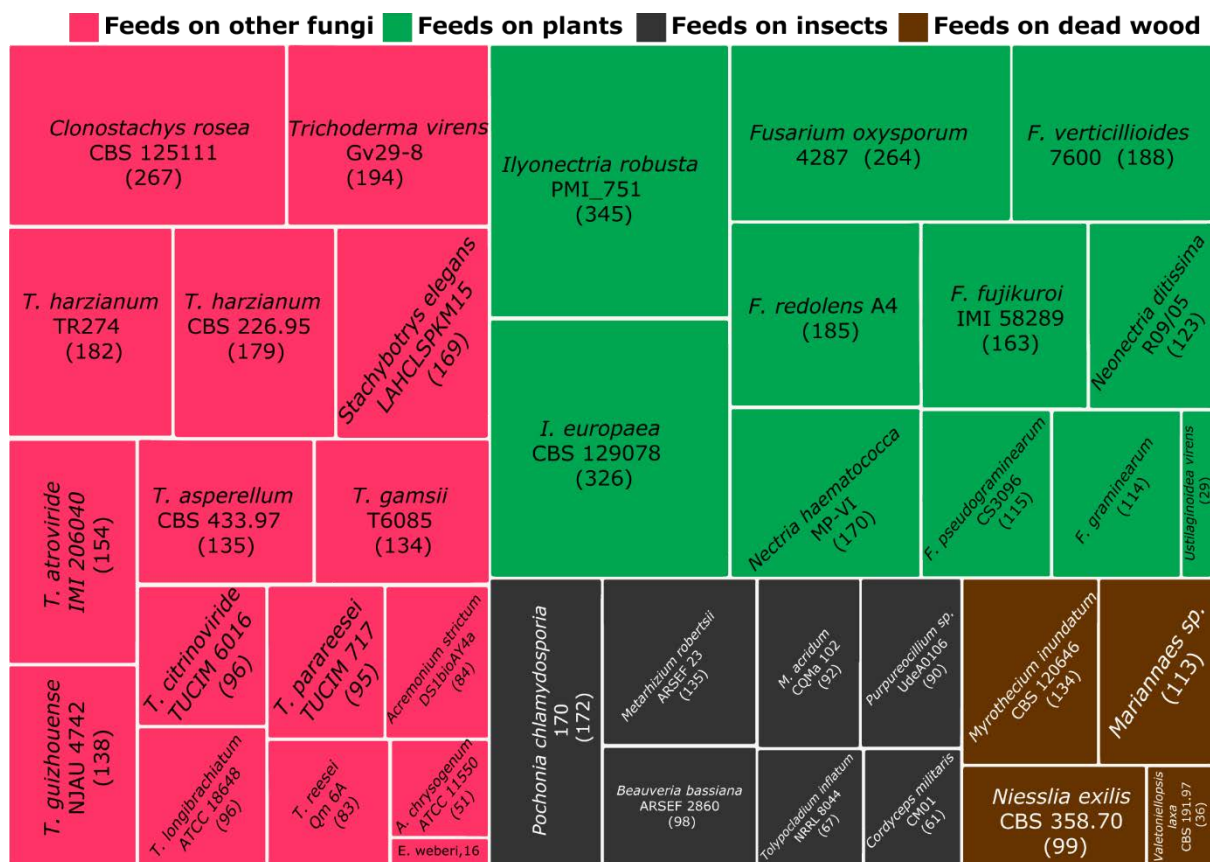 Feeds on other fungi Feeds on plants Feeds on insects Feeds on dead wood
Clonostachys rosea
CBS 125111
(267)
Trichoderma virens
Gv29-8
(194)
T. harzianum
TR274
(182)
T. harzianum
CBS 226.95
(179)
Stachybotrys elegans
LAHCLSPKM15
(169)
T. atroviride
IMI 206040
(154)
T. asperellum
CBS 433.97
(135)
T. gamsii
T6085
(134)
T. guizhouense
NJAU 4742
(138)
T. citrinoviride
TUCIM 6016
(96)
T. parareesei
TUCIM 717
(95)
Acremonium strictum
DS1bioAY4a
(84)
T. longibrachiatum
ATCC 18648
(96)
T. reesei
Qm 6A
(83)
A. chrysogenum
ATCC 11550
(51)
E. weberi,16
Ilyonectria robusta
PMI_751
(345)
I. europaea
CBS 129078
(326)
Fusarium oxysporum
4287 (264)
F. verticillioides
7600 (188)
F. redolens A4
(185)
F. fujikuroi
IMI 58289
(163)
Neonectria ditissima
R09/05
(123)
Nectria haematococca
MP-VI
(170)
F. pseudograminearum
CS3096
(115)
F. graminearum
(114)
Ustilaginoidea virens
(29)
Pochonia chlamydosporia
170
(172)
Metarhizium robertsii
ARSEF 23
(135)
M. acridum
CQMa 102
(92)
Purpureocillium sp.
UdeA0106
(90)
Beauveria bassiana
ARSEF 2860
(98)
Tolypocladium inflatum
NRRL 8044
(67)
Cordyceps militaris
CM01
(61)
Myrothecium inundatum
CBS 120646
(134)
Mariannaes sp.
(113)
Niesslia exilis
CBS 358.70
(99)
Valetoniellopsis
laxa
CBS 191.97
(36)